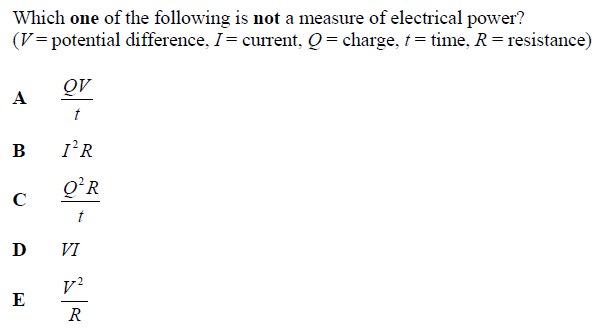 Which one of the following is not a measure of electrical power?
(V = potential difference, I = current, Q = charge, t = time, R = resistance)
A QV/t
B I²R
C Q²R/t
D VI
E V²/R